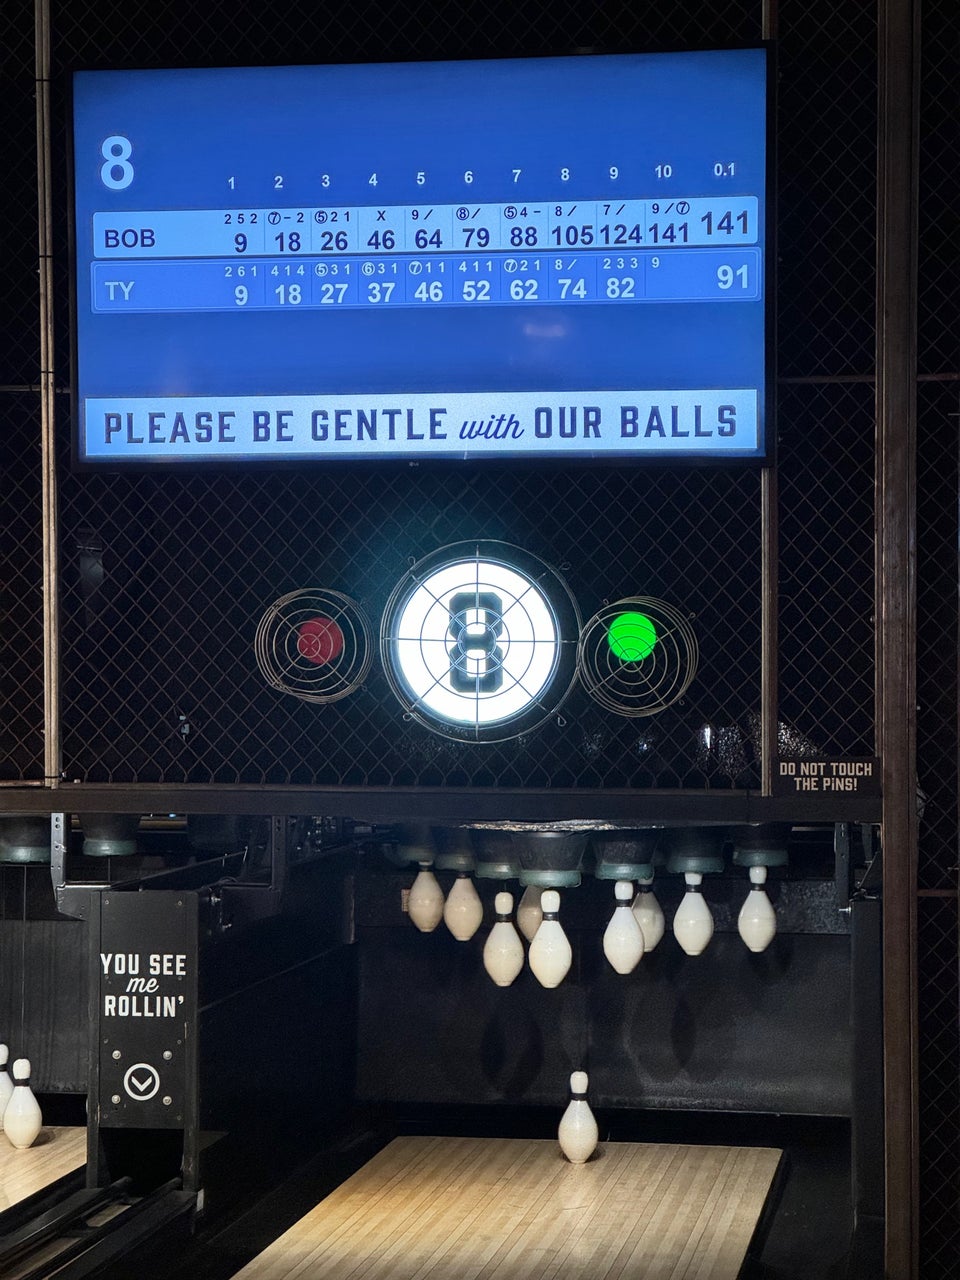 8
1 2 3 4 5 6 7 8 9 10 0.1
2 5 2 ⑦ - 2 ⑤ 2 1 X 9 / ⑧ / ⑤ 4 - 8 / 7 / 9 / ⑦
BOB 9 18 26 46 64 79 88 105 124 141 141
2 6 1 4 1 4 ⑤ 3 1 ⑥ 3 1 ⑦ 1 1 4 1 1 ⑦ 2 1 8 / 2 3 3 9
TY 9 18 27 37 46 52 62 74 82 91
PLEASE BE GENTLE with OUR BALLS
8
DO NOT TOUCH
THE PINS!
YOU SEE
me
ROLLIN'